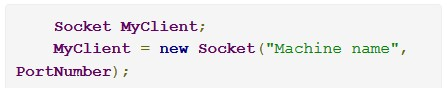 Socket MyClient;
MyClient = new Socket("Machine name",
PortNumber);